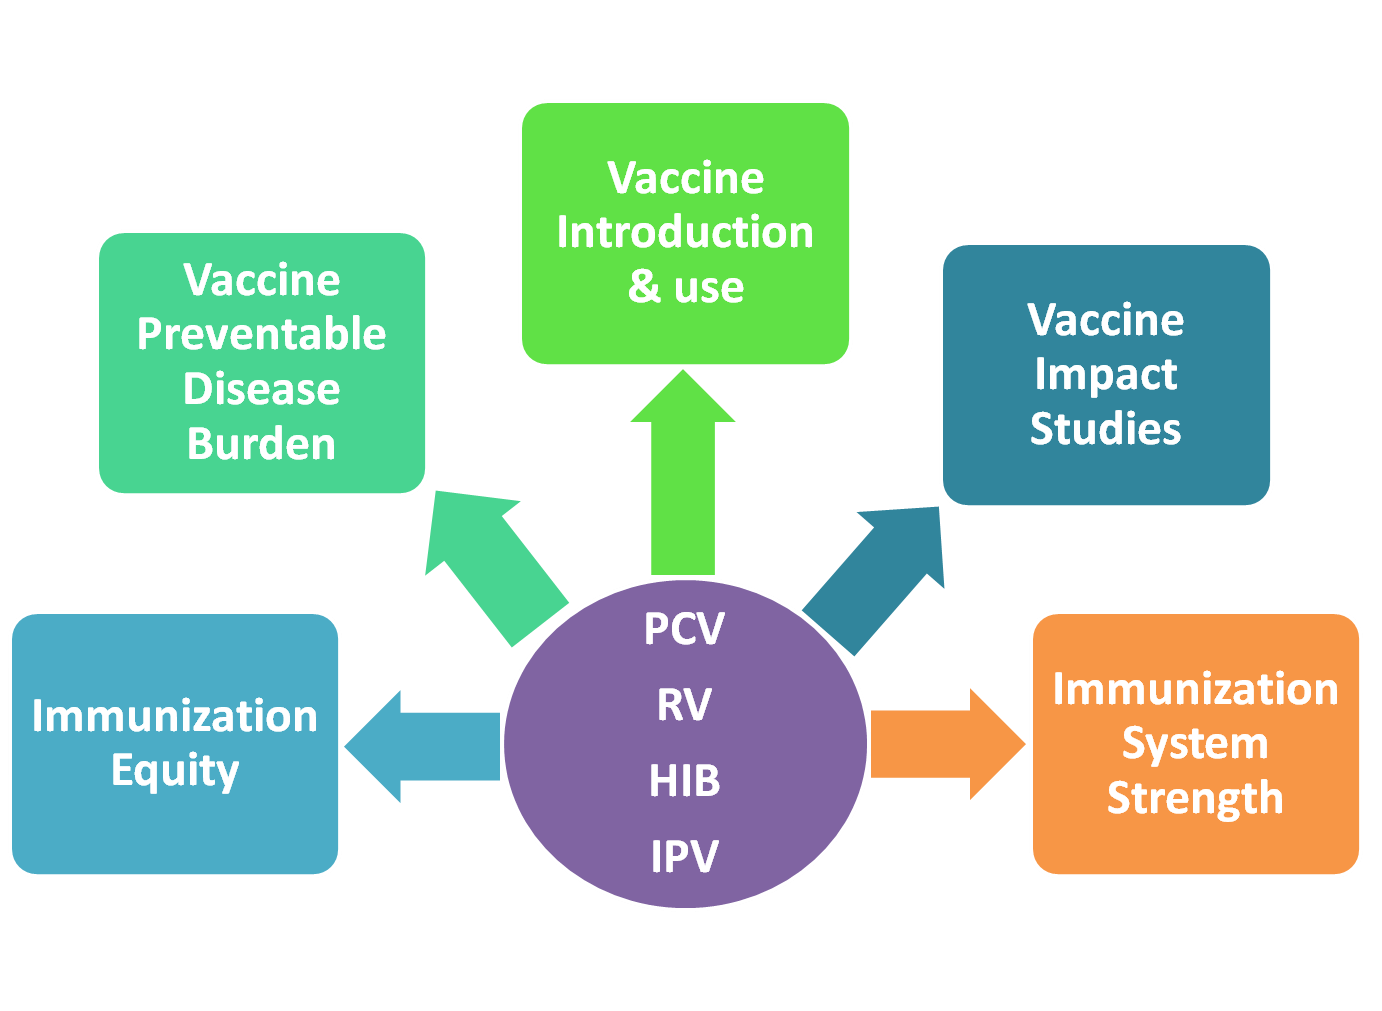 Vaccine
Introduction
& use
Vaccine
Preventable
Disease
Burden
Vaccine
Impact
Studies
Immunization
Equity
PCV
RV
HIB
IPV
Immunization
System
Strength